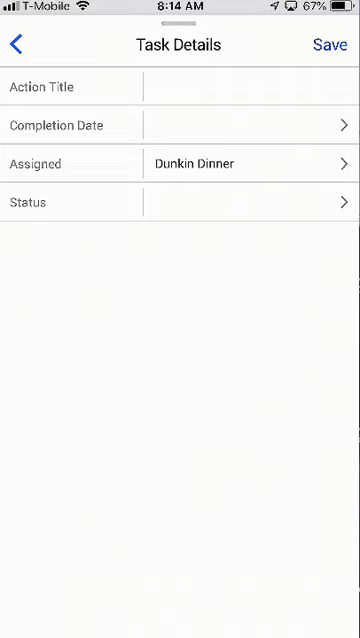 T-Mobile 8:14 AM 67%
Task Details Save
Action Title
Completion Date
Assigned Dunkin Dinner
Status